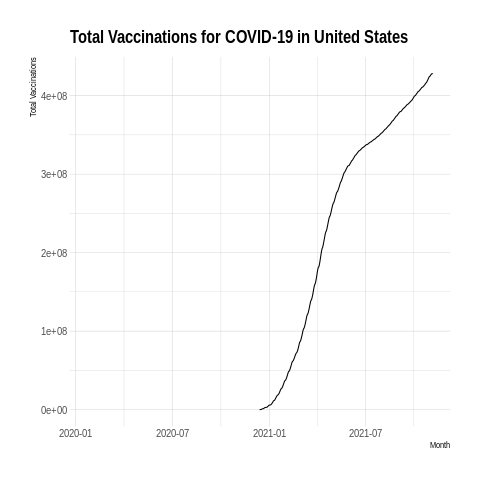 Total Vaccinations for COVID-19 in United States
Total Vaccinations
4e+08
3e+08
2e+08
1e+08
0e+00
2020-01 2020-07 2021-01 2021-07
Month